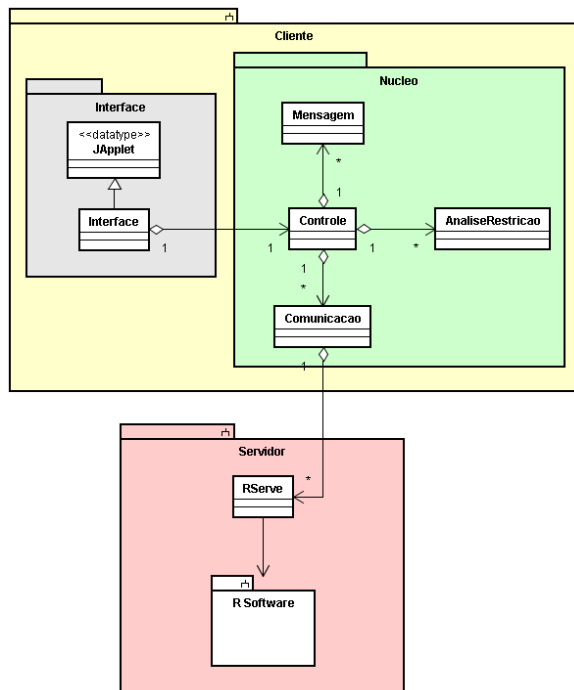 Cliente
Nucleo
Interface
Mensagem
<<datatype>>
JApplet
*
1
Interface
Controle
AnaliseRestricao
1
1
1
*
1
*
Comunicacao
1
Servidor
RServe
*
R Software